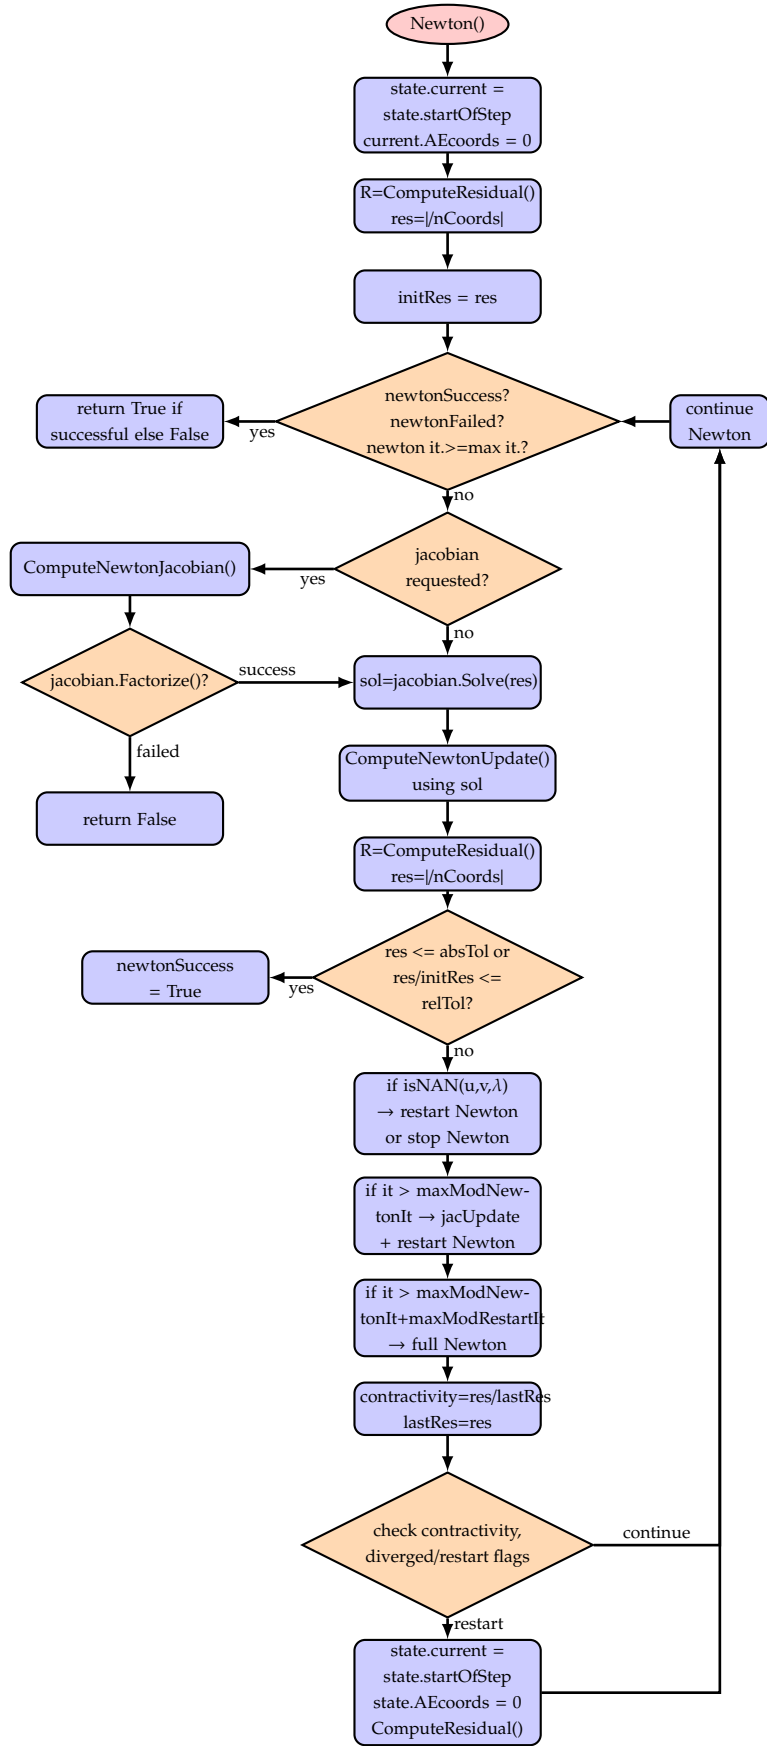 Newton()
state.current =
state.startOfStep
current.AEcoords = 0
R=ComputeResidual()
res=|/nCoords|
initRes = res
newtonSuccess?
newtonFailed?
newton it.>=max it.?
yes
return True if
successful else False
continue
Newton
no
jacobian
requested?
yes
ComputeNewtonJacobian()
no
jacobian.Factorize()?
success
sol=jacobian.Solve(res)
failed
return False
ComputeNewtonUpdate()
using sol
R=ComputeResidual()
res=|/nCoords|
res <= absTol or
res/initRes <=
relTol?
yes
newtonSuccess
= True
no
if isNAN(u,v,λ)
→ restart Newton
or stop Newton
if it > maxModNew-
tonIt → jacUpdate
+ restart Newton
if it > maxModNew-
tonIt+maxModRestartIt
→ full Newton
contractivity=res/lastRes
lastRes=res
check contractivity,
diverged/restart flags
continue
restart
state.current =
state.startOfStep
state.AEcoords = 0
ComputeResidual()